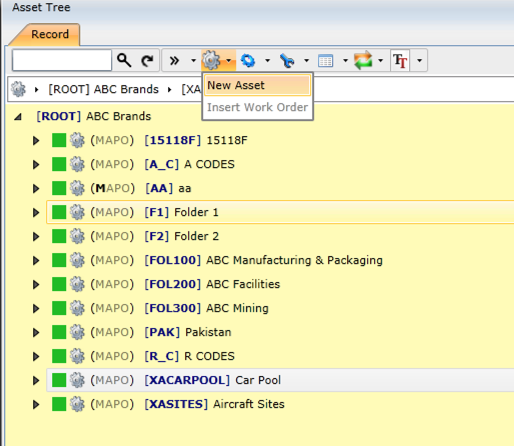 Asset Tree
Record
[ROOT] ABC Brands [XA
New Asset
Insert Work Order
[ROOT] ABC Brands
(MAPO) [15118F] 15118F
(MAPO) [A_C] A CODES
(MAPO) [AA] aa
(MAPO) [F1] Folder 1
(MAPO) [F2] Folder 2
(MAPO) [FOL100] ABC Manufacturing & Packaging
(MAPO) [FOL200] ABC Facilities
(MAPO) [FOL300] ABC Mining
(MAPO) [PAK] Pakistan
(MAPO) [R_C] R CODES
(MAPO) [XACARPOOL] Car Pool
(MAPO) [XASITES] Aircraft Sites